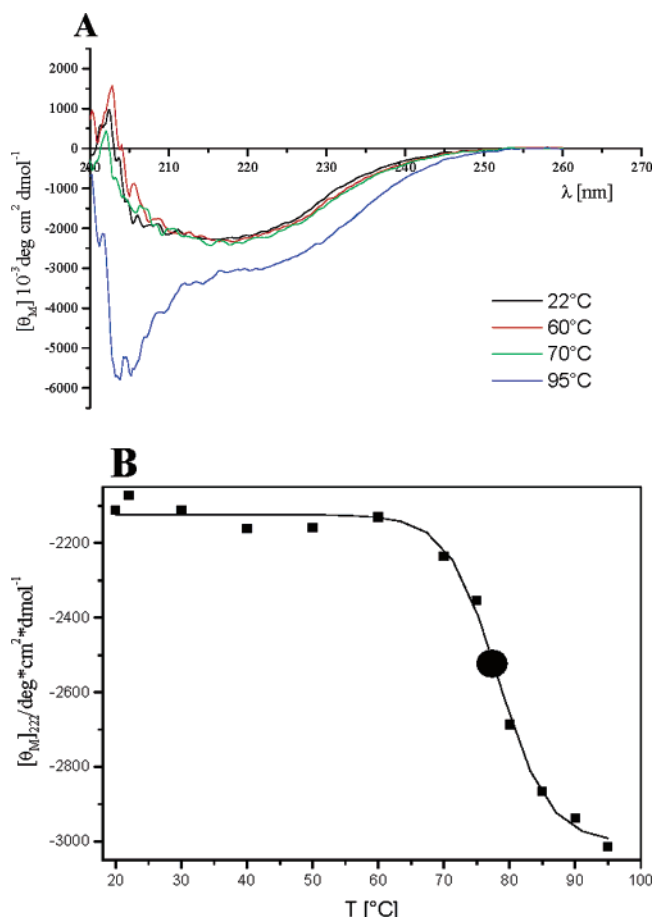 A
2000
1000
0
-1000
-2000
-3000
-4000
-5000
-6000
200 210 220 230 240 250 260 270
λ [nm]
[θM] 10⁻³ deg cm² dmol⁻¹
22°C
60°C
70°C
95°C
B
-2200
-2400
-2600
-2800
-3000
20 30 40 50 60 70 80 90 100
[θM]222/deg*cm²*dmol⁻¹
T [°C]